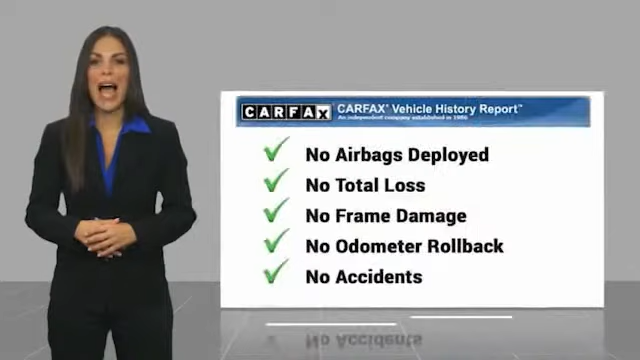 CARFAX CARFAX® Vehicle History Report™
An independent company established in 1986
No Airbags Deployed
No Total Loss
No Frame Damage
No Odometer Rollback
No Accidents